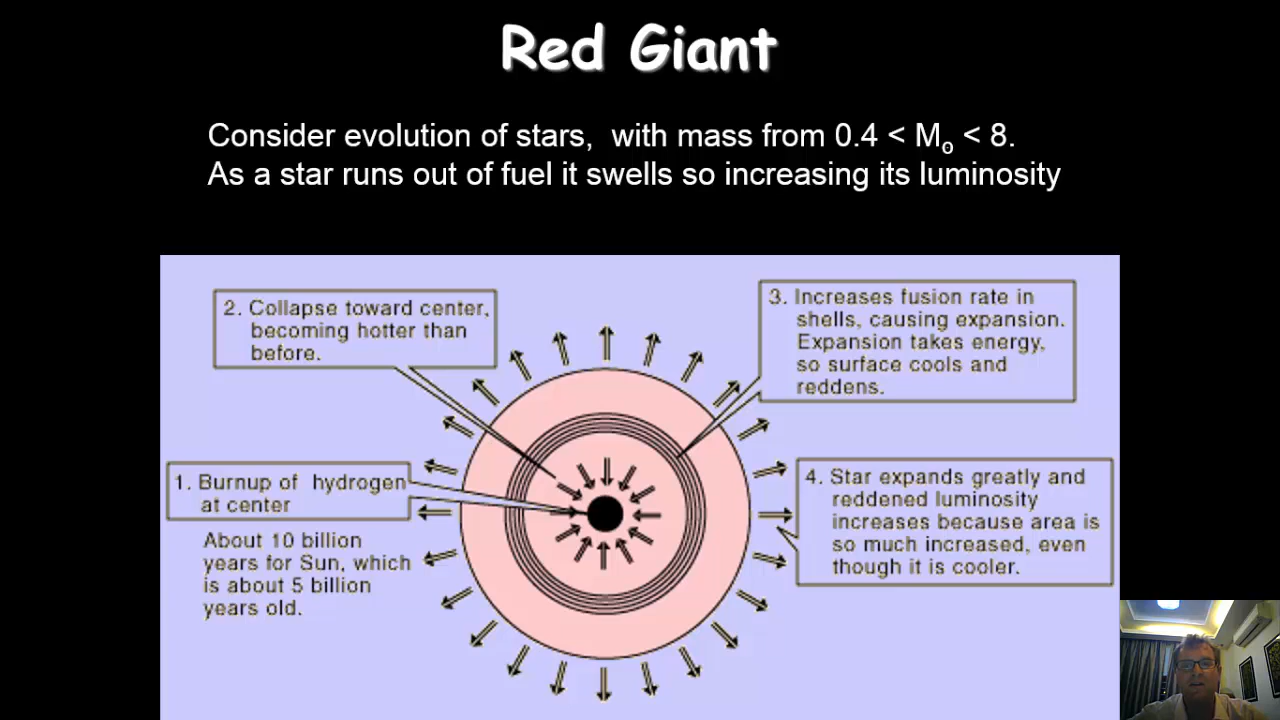 Red Giant
Consider evolution of stars, with mass from 0.4 < Mo < 8.
As a star runs out of fuel it swells so increasing its luminosity
2. Collapse toward center,
becoming hotter than
before.
3. Increases fusion rate in
shells, causing expansion.
Expansion takes energy,
so surface cools and
reddens.
1. Burnup of hydrogen
at center
About 10 billion
years for Sun, which
is about 5 billion
years old.
4. Star expands greatly and
reddened luminosity
increases because area is
so much increased, even
though it is cooler.